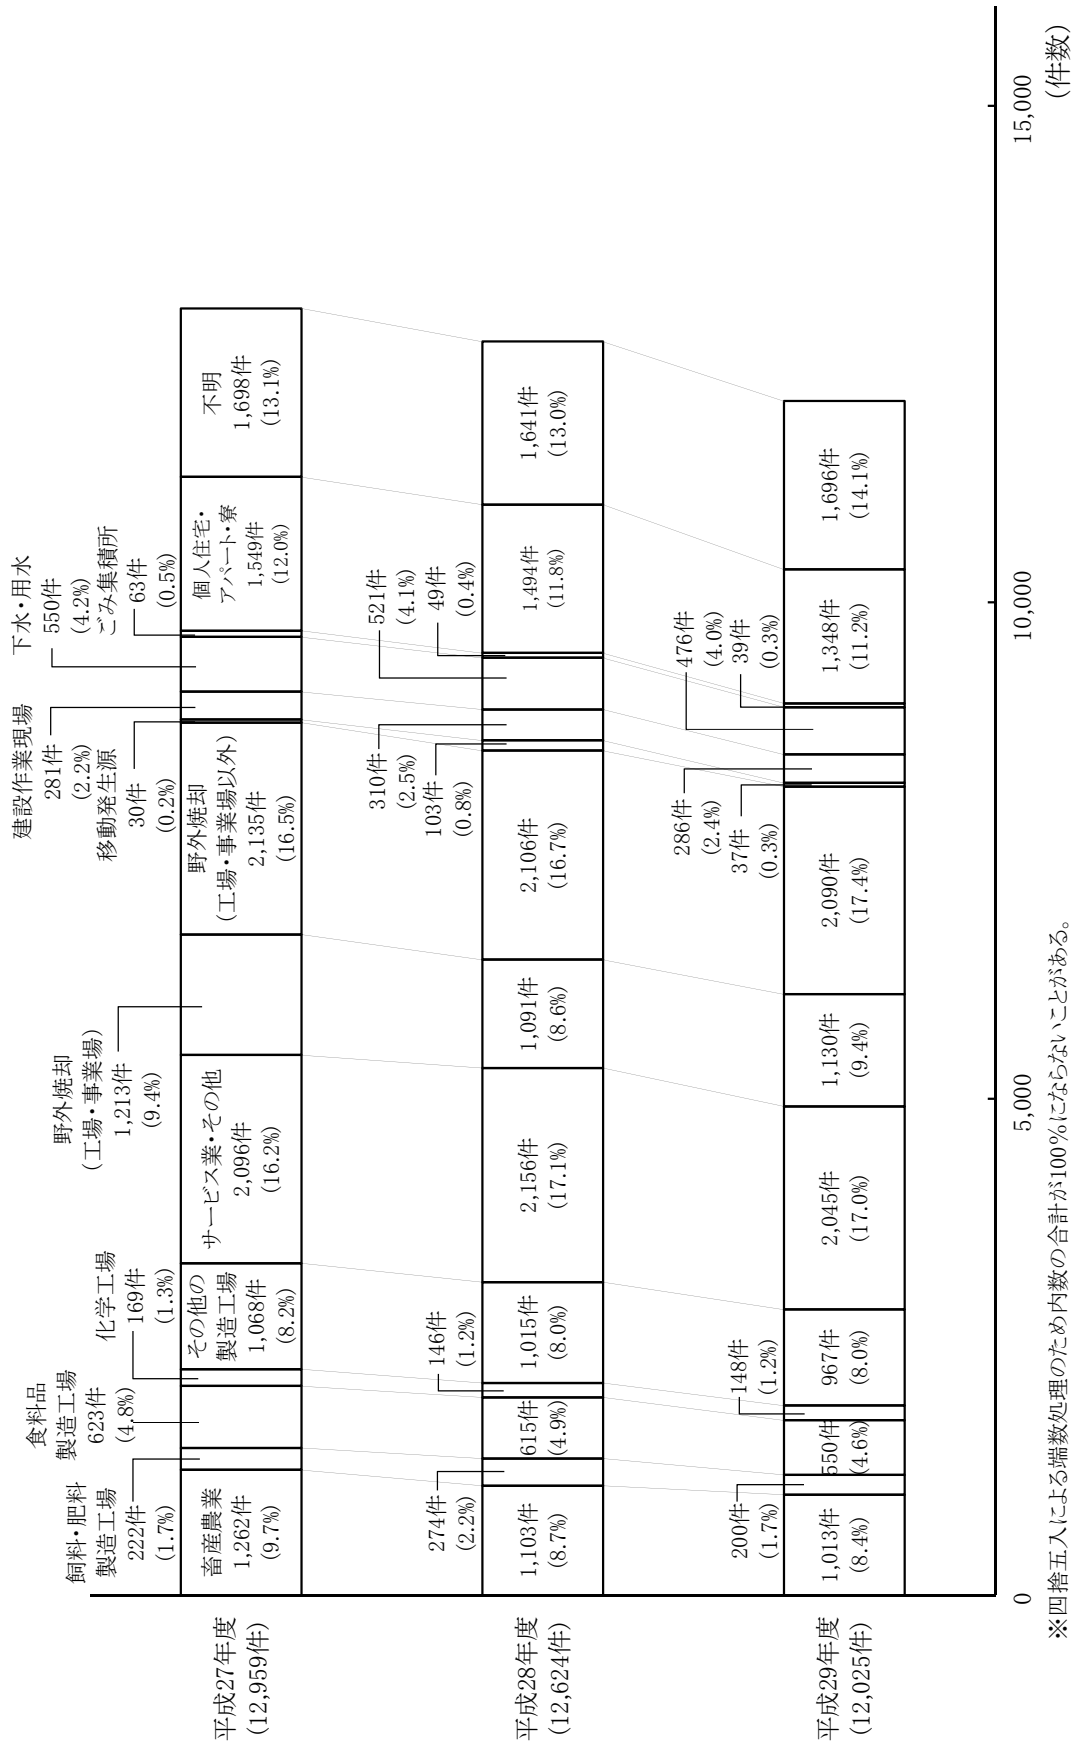 飼料・肥料
製造工場
222件
(1.7%)
食料品
製造工場
623件
(4.8%)
化学工場
169件
(1.3%)
野外焼却
(工場・事業場)
1,213件
(9.4%)
建設作業現場
281件
(2.2%)
移動発生源
30件
(0.2%)
下水・用水
550件
(4.2%)
ごみ集積所
63件
(0.5%)
平成27年度
(12,959件)
畜産農業
1,262件
(9.7%)
その他の
製造工場
1,068件
(8.2%)
サービス業・その他
2,096件
(16.2%)
野外焼却
(工場・事業場以外)
2,135件
(16.5%)
個人住宅・
アパート・寮
1,549件
(12.0%)
不明
1,698件
(13.1%)
274件
(2.2%)
146件
(1.2%)
310件
(2.5%)
103件
(0.8%)
521件
(4.1%)
49件
(0.4%)
平成28年度
(12,624件)
1,103件
(8.7%)
615件
(4.9%)
1,015件
(8.0%)
2,156件
(17.1%)
1,091件
(8.6%)
2,106件
(16.7%)
1,494件
(11.8%)
1,641件
(13.0%)
200件
(1.7%)
148件
(1.2%)
286件
(2.4%)
37件
(0.3%)
476件
(4.0%)
39件
(0.3%)
平成29年度
(12,025件)
1,013件
(8.4%)
550件
(4.6%)
967件
(8.0%)
2,045件
(17.0%)
1,130件
(9.4%)
2,090件
(17.4%)
1,348件
(11.2%)
1,696件
(14.1%)
0
5,000
10,000
15,000
(件数)
※四捨五入による端数処理のため内数の合計が100%にならないことがある。